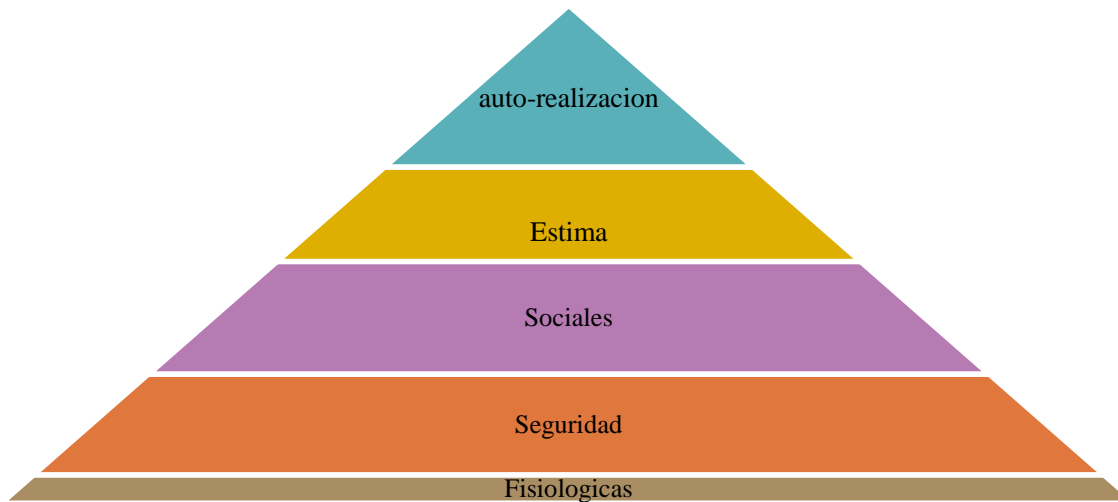 auto-realizacion
Estima
Sociales
Seguridad
Fisiologicas